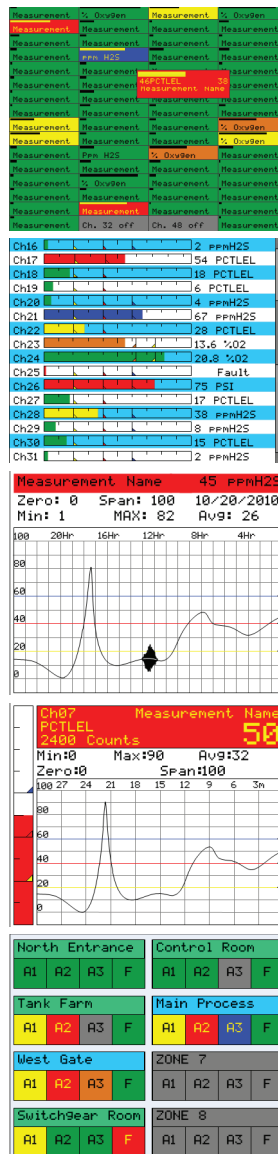 Measurement % Oxygen Measurement % Oxygen
Measurement Measurement Measurement Measurement
Measurement Measurement Measurement Measurement
Measurement PPM H2S Measurement Measurement
Measurement Measurement 46PCTLEL 38
Measurement Measurement Measurement Name
Measurement Measurement Measurement Measurement
Measurement Measurement Measurement % Oxygen
Measurement Measurement Measurement % Oxygen
Measurement PPM H2S % Oxygen Measurement
Measurement Measurement Measurement Measurement
Measurement % Oxygen Measurement Measurement
Measurement Measurement Measurement Measurement
Measurement Measurement Measurement Measurement
Measurement Ch. 32 off Ch. 48 off Measurement
Ch16 2 ppmH2S
Ch17 54 PCTLEL
Ch18 18 PCTLEL
Ch19 6 PCTLEL
Ch20 4 ppmH2S
Ch21 67 ppmH2S
Ch22 28 PCTLEL
Ch23 13.6 %O2
Ch24 20.8 %O2
Ch25 Fault
Ch26 75 PSI
Ch27 17 PCTLEL
Ch28 38 ppmH2S
Ch29 8 ppmH2S
Ch30 15 PCTLEL
Ch31 2 ppmH2S
Measurement Name 45 ppmH2S
Zero: 0 Span: 100 10/20/2010
Min: 1 MAX: 82 Avg: 26
100 20Hr 16Hr 12Hr 8Hr 4Hr
80
60
40
20
0
Ch07 Measurement Name
PCTLEL 50
2400 Counts
Min:0 Max:90 Avg:32
Zero:0 Span:100
100 27 24 21 18 15 12 9 6 3m
80
60
40
20
0
North Entrance Control Room
A1 A2 A3 F A1 A2 A3 F
Tank Farm Main Process
A1 A2 A3 F A1 A2 A3 F
West Gate ZONE 7
A1 A2 A3 F A1 A2 A3 F
Switchgear Room ZONE 8
A1 A2 A3 F A1 A2 A3 F